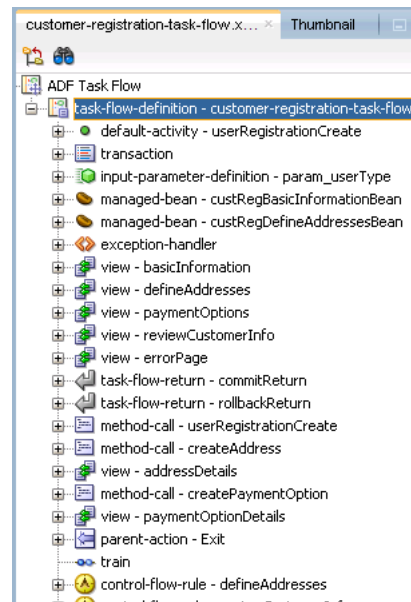 customer-registration-task-flow.x...
Thumbnail
ADF Task Flow
task-flow-definition - customer-registration-task-flow
default-activity - userRegistrationCreate
transaction
input-parameter-definition - param_userType
managed-bean - custRegBasicInformationBean
managed-bean - custRegDefineAddressesBean
exception-handler
view - basicInformation
view - defineAddresses
view - paymentOptions
view - reviewCustomerInfo
view - errorPage
task-flow-return - commitReturn
task-flow-return - rollbackReturn
method-call - userRegistrationCreate
method-call - createAddress
view - addressDetails
method-call - createPaymentOption
view - paymentOptionDetails
parent-action - Exit
train
control-flow-rule - defineAddresses